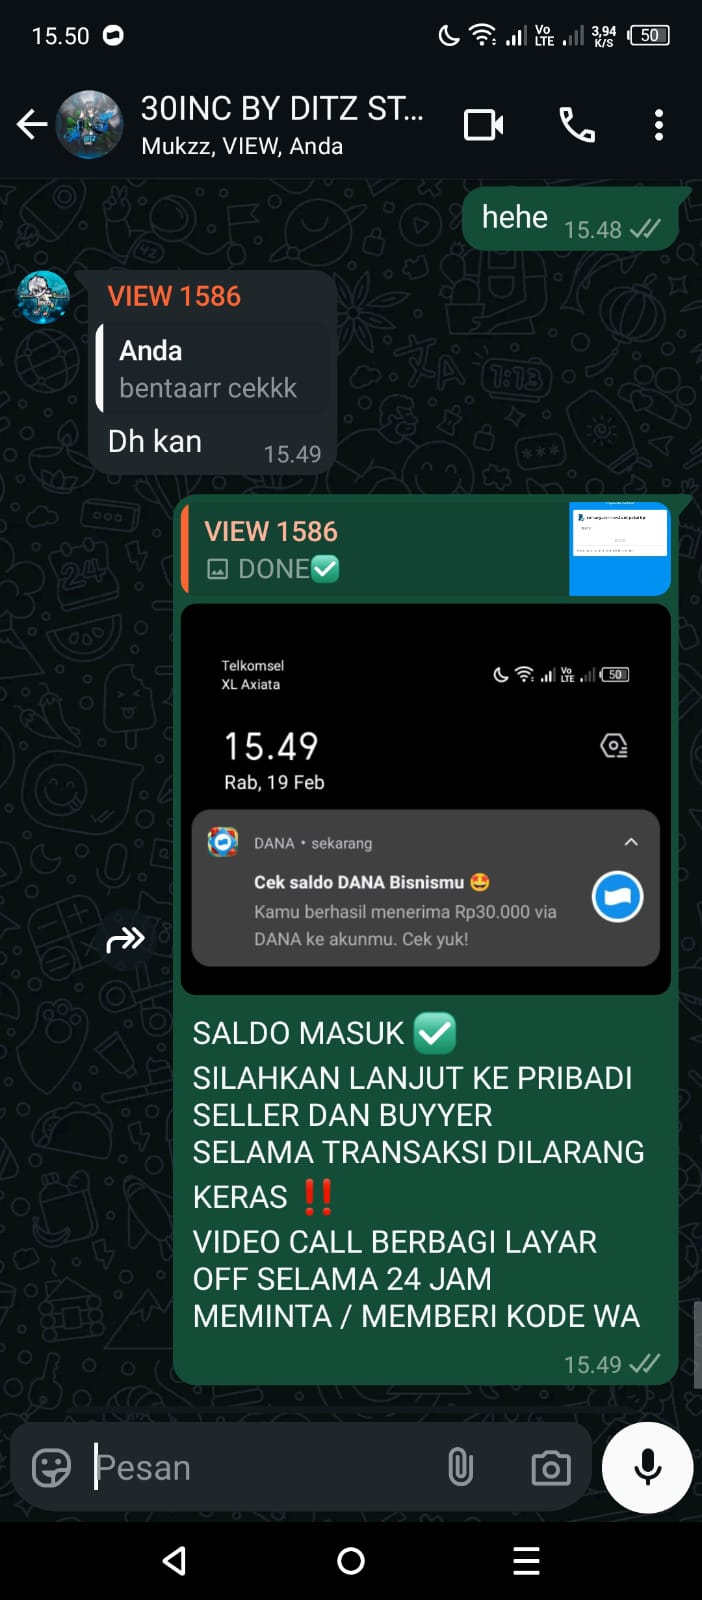 15.50
Vo
LTE
3,94
K/S
50
30INC BY DITZ ST...
Mukzz, VIEW, Anda
hehe 15.48
VIEW 1586
Anda
bentaarr cekkk
Dh kan 15.49
VIEW 1586
DONE✅
Telkomsel
XL Axiata
Vo
LTE
50
15.49
Rab, 19 Feb
DANA • sekarang
Cek saldo DANA Bisnismu 🤩
Kamu berhasil menerima Rp30.000 via
DANA ke akunmu. Cek yuk!
SALDO MASUK ✅
SILAHKAN LANJUT KE PRIBADI
SELLER DAN BUYYER
SELAMA TRANSAKSI DILARANG
KERAS ‼️
VIDEO CALL BERBAGI LAYAR
OFF SELAMA 24 JAM
MEMINTA / MEMBERI KODE WA
15.49
Pesan